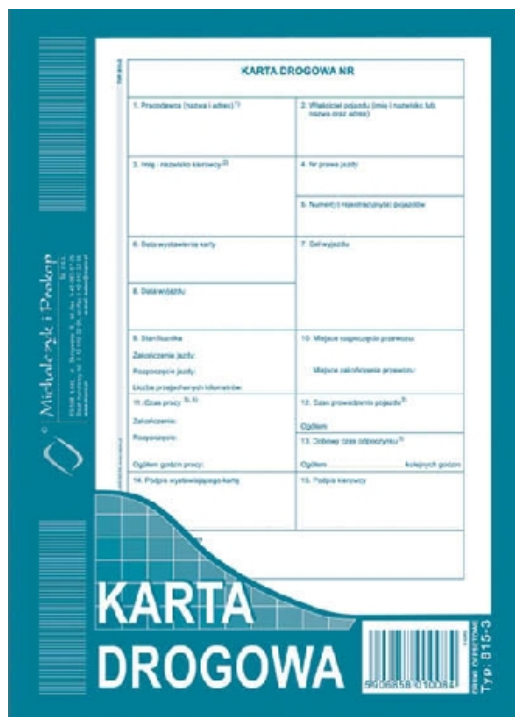 KARTA DROGOWA NR
1. Pracodawca (nazwa i adres) 1)
2. Właściciel pojazdu (imię i nazwisko lub
nazwa oraz adres)
3. Imię i nazwisko kierowcy 2)
4. Nr prawa jazdy
5. Numer(y) rejestracyjny(e) pojazdów
6. Data wystawienia karty
7. Cel wyjazdu
8. Data wyjazdu
9. Stan licznika
Zakończenie jazdy:
Rozpoczęcie jazdy:
Liczba przejechanych kilometrów:
10. Miejsce rozpoczęcia przewozu:
Miejsce zakończenia przewozu:
11. Czas pracy
Zakończenie:
Rozpoczęcie:
Ogółem godzin pracy:
12. Czas prowadzenia pojazdu
Ogółem
13. Dobowy czas odpoczynku
Ogółem kolejnych godzin
14. Podpis wystawiającego kartę
15. Podpis kierowcy
Michalczyk i Prokop
KARTA
DROGOWA
5906858010084
Typ: 815-3